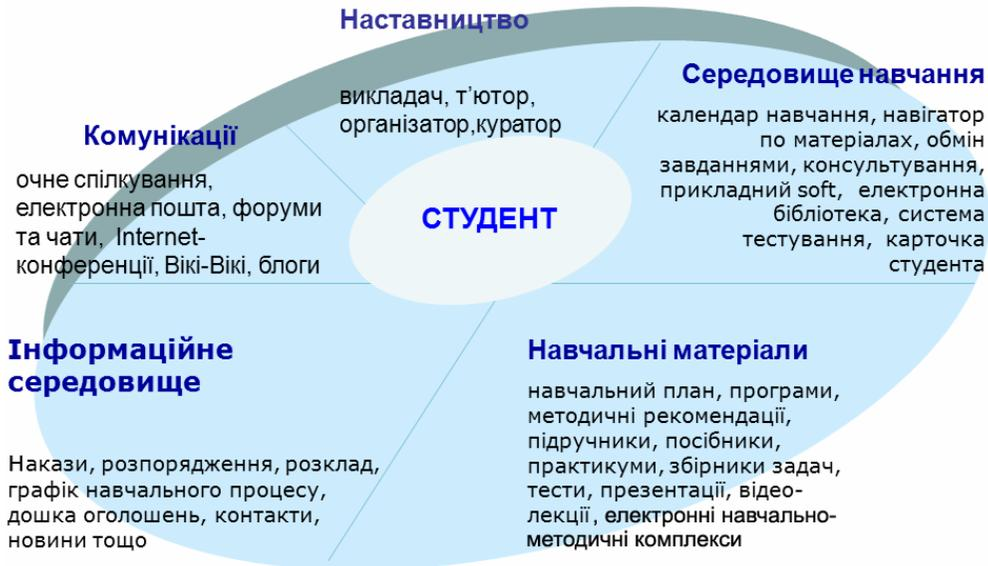 Наставництво
викладач, т’ютор,
організатор,куратор
Середовище навчання
календар навчання, навігатор
по матеріалах, обмін
завданнями, консультування,
прикладний soft, електронна
бібліотека, система
тестування, карточка
студента
Комунікації
очне спілкування,
електронна пошта, форуми
та чати, Internet-
конференції, Вікі-Вікі, блоги
СТУДЕНТ
Інформаційне
середовище
Накази, розпорядження, розклад,
графік навчального процесу,
дошка оголошень, контакти,
новини тощо
Навчальні матеріали
навчальний план, програми,
методичні рекомендації,
підручники, посібники,
практикуми, збірники задач,
тести, презентації, відео-
лекції, електронні навчально-
методичні комплекси